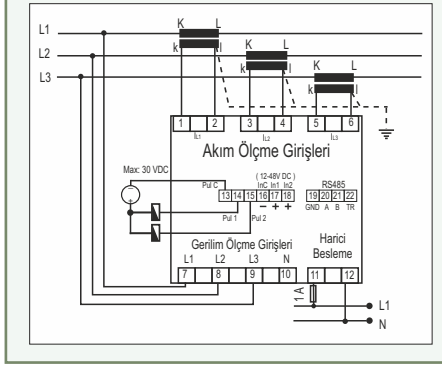 K L
L1
k l
L2
K L
k l
L3
K L
k l
1 2 3 4 5 6
IL1 IL2 IL3
Akım Ölçme Girişleri
Max: 30 VDC
( 12-48V DC )
Pul C InC In1 In2 RS485
13 14 15 16 17 18 19 20 21 22
− + + GND A B TR
Pul 1 Pul 2
Gerilim Ölçme Girişleri
Harici
Besleme
L1 L2 L3 N
7 8 9 10 11 12
1 A
L1
N